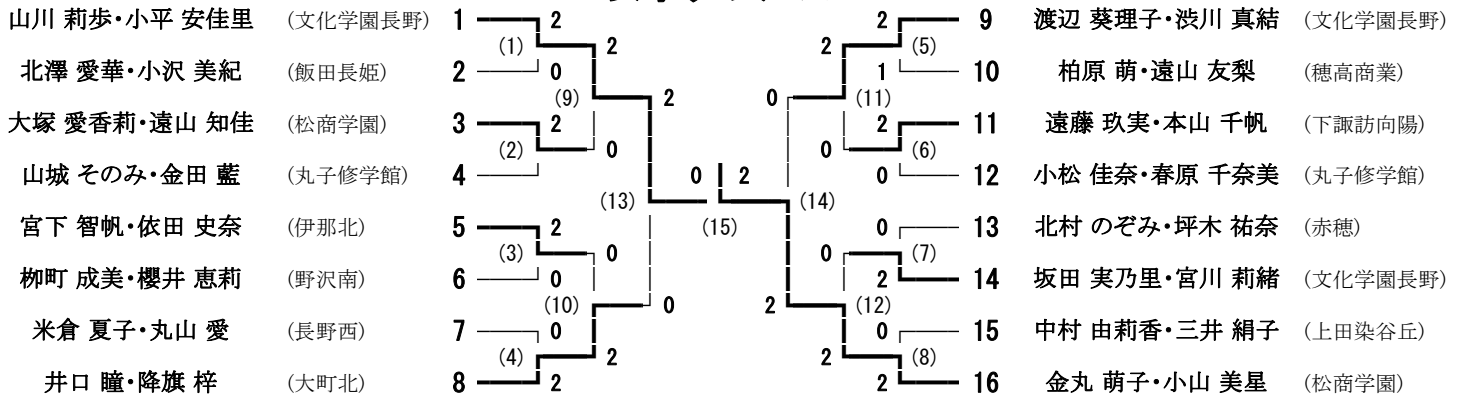 山川 莉歩・小平 安佳里 (文化学園長野) 1 2 2 9 渡辺 葵理子・渋川 真結 (文化学園長野)
(1) 2 2 (5)
北澤 愛華・小沢 美紀 (飯田長姫) 2 0 1 10 柏原 萌・遠山 友梨 (穂高商業)
(9) 2 0 (11)
大塚 愛香莉・遠山 知佳 (松商学園) 3 2 2 11 遠藤 玖実・本山 千帆 (下諏訪向陽)
(2) 0 0 (6)
山城 そのみ・金田 藍 (丸子修学館) 4 0 2 0 12 小松 佳奈・春原 千奈美 (丸子修学館)
(13) (14)
宮下 智帆・依田 史奈 (伊那北) 5 2 (15) 0 13 北村 のぞみ・坪木 祐奈 (赤穂)
(3) 0 0 (7)
栁町 成美・櫻井 恵莉 (野沢南) 6 0 2 14 坂田 実乃里・宮川 莉緒 (文化学園長野)
(10) 0 2 (12)
米倉 夏子・丸山 愛 (長野西) 7 0 0 15 中村 由莉香・三井 絹子 (上田染谷丘)
(4) 2 2 (8)
井口 瞳・降旗 梓 (大町北) 8 2 2 16 金丸 萌子・小山 美星 (松商学園)